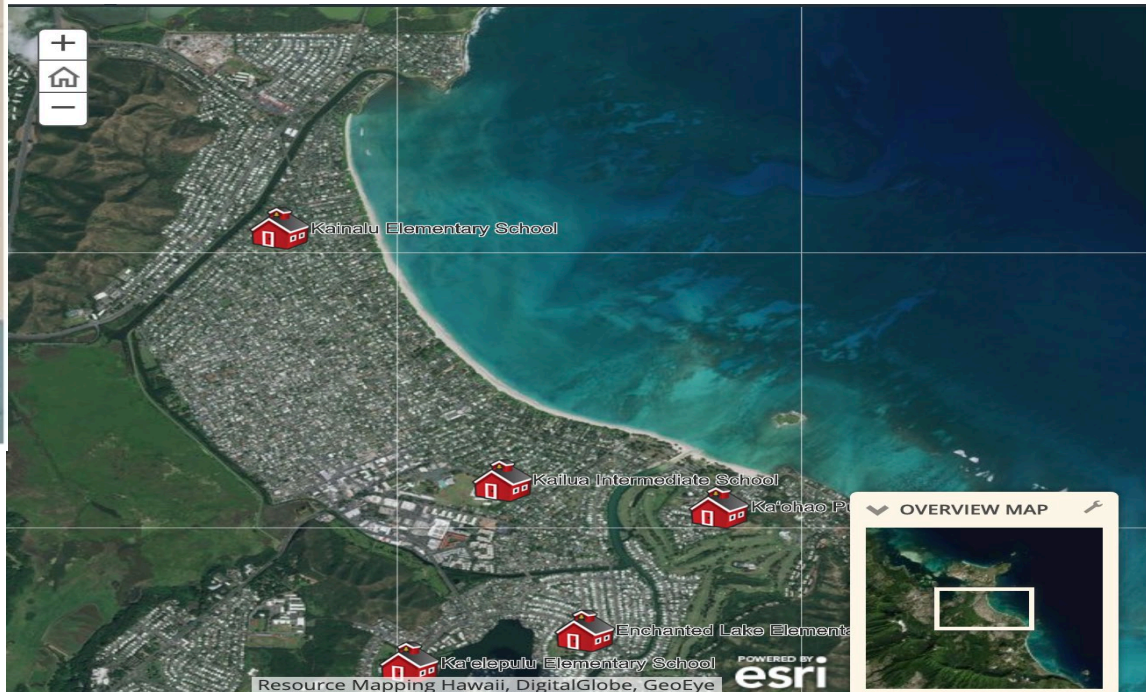 Kainalu Elementary School
Kailua Intermediate School
Ka'ohao Pu
OVERVIEW MAP
Enchanted Lake Elementa
Ka'elepulu Elementary School
POWERED BY
esri
Resource Mapping Hawaii, DigitalGlobe, GeoEye